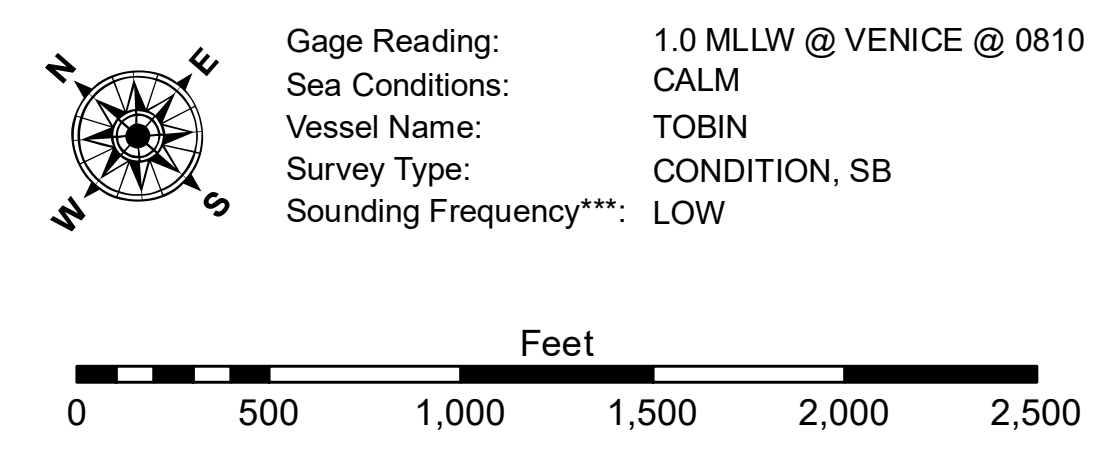 N
E
W
S
Gage Reading: 1.0 MLLW @ VENICE @ 0810
Sea Conditions: CALM
Vessel Name: TOBIN
Survey Type: CONDITION, SB
Sounding Frequency***: LOW
Feet
0 500 1,000 1,500 2,000 2,500